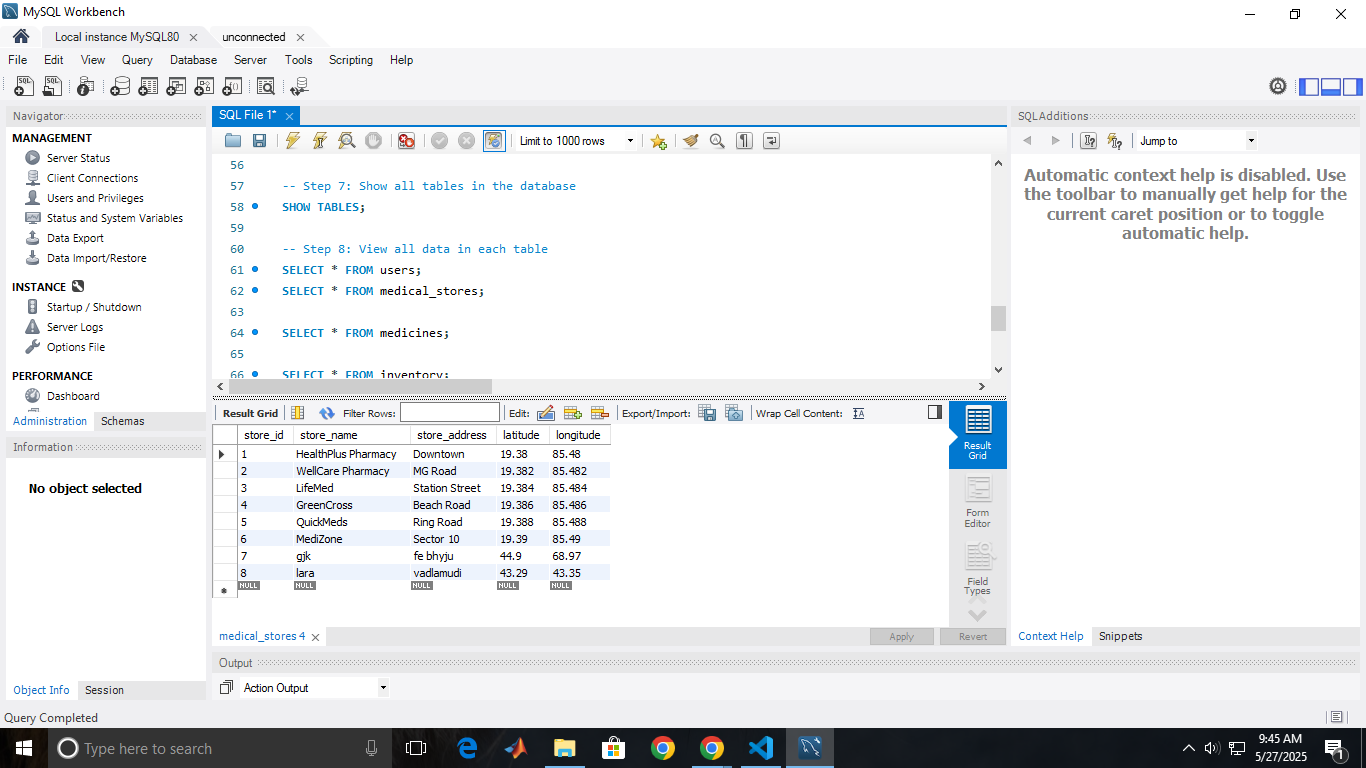 MySQL Workbench
Local instance MySQL80
unconnected
File Edit View Query Database Server Tools Scripting Help
Navigator
MANAGEMENT
Server Status
Client Connections
Users and Privileges
Status and System Variables
Data Export
Data Import/Restore
INSTANCE
Startup / Shutdown
Server Logs
Options File
PERFORMANCE
Dashboard
Administration Schemas
Information
No object selected
Object Info Session
SQL File 1*
Limit to 1000 rows
56
57 -- Step 7: Show all tables in the database
58 SHOW TABLES;
59
60 -- Step 8: View all data in each table
61 SELECT * FROM users;
62 SELECT * FROM medical_stores;
63
64 SELECT * FROM medicines;
65
66 SELECT * FROM inventory;
Result Grid Filter Rows: Edit: Export/Import: Wrap Cell Content:
store_id store_name store_address latitude longitude
1 HealthPlus Pharmacy Downtown 19.38 85.48
2 WellCare Pharmacy MG Road 19.382 85.482
3 LifeMed Station Street 19.384 85.484
4 GreenCross Beach Road 19.386 85.486
5 QuickMeds Ring Road 19.388 85.488
6 MediZone Sector 10 19.39 85.49
7 gjk fe bhyju 44.9 68.97
8 lara vadlamudi 43.29 43.35
NULL NULL NULL NULL NULL
Result Grid
Form Editor
Field Types
medical_stores 4
Apply Revert
Output
Action Output
SQLAdditions
Jump to
Automatic context help is disabled. Use
the toolbar to manually get help for the
current caret position or to toggle
automatic help.
Context Help Snippets
Query Completed
Type here to search
9:45 AM
5/27/2025
1